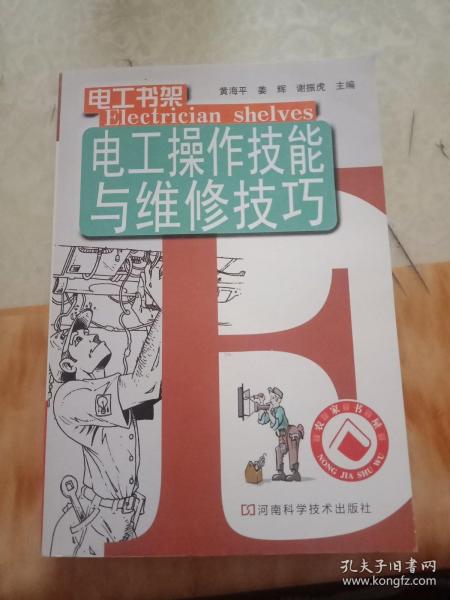 黄海平 姜 辉 谢振虎 主编
电工书架
Electrician shelves
电工操作技能
与维修技巧
农家书屋
NONG JIA SHU WU
河南科学技术出版社
孔夫子旧书网
www.kongfz.com